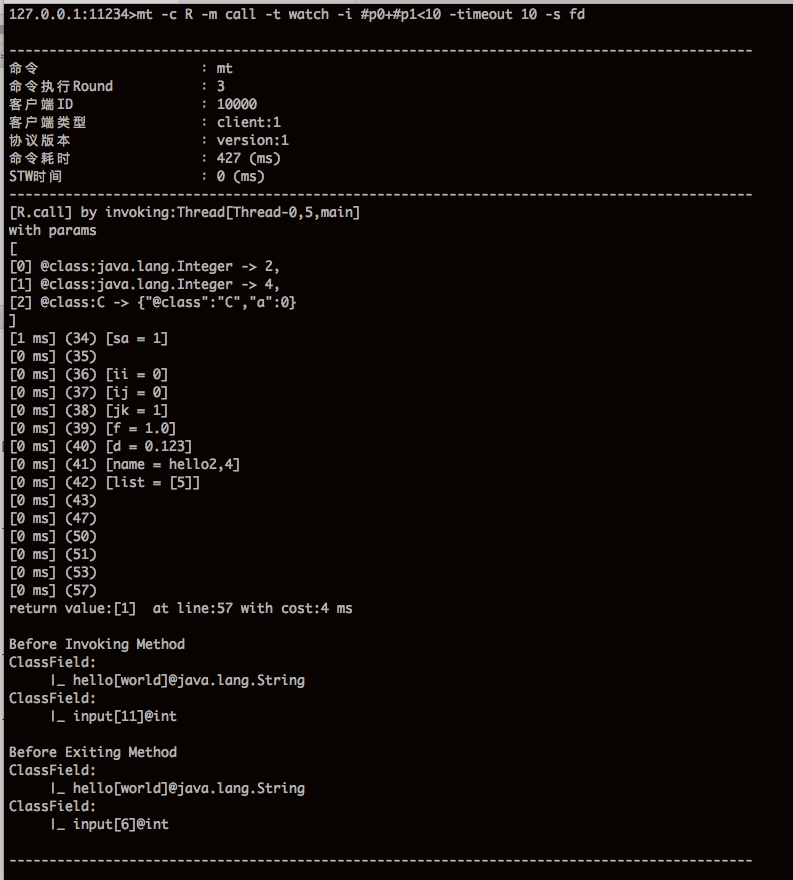 127.0.0.1:11234>mt -c R -m call -t watch -i #p0+#p1<10 -timeout 10 -s fd
---------------------------------------------------------------------------------------------
命令 : mt
命令执行Round : 3
客户端ID : 10000
客户端类型 : client:1
协议版本 : version:1
命令耗时 : 427 (ms)
STW时间 : 0 (ms)
---------------------------------------------------------------------------------------------
[R.call] by invoking:Thread[Thread-0,5,main]
with params
[
[0] @class:java.lang.Integer -> 2,
[1] @class:java.lang.Integer -> 4,
[2] @class:C -> {"@class":"C","a":0}
]
[1 ms] (34) [sa = 1]
[0 ms] (35)
[0 ms] (36) [ii = 0]
[0 ms] (37) [ij = 0]
[0 ms] (38) [jk = 1]
[0 ms] (39) [f = 1.0]
[0 ms] (40) [d = 0.123]
[0 ms] (41) [name = hello2,4]
[0 ms] (42) [list = [5]]
[0 ms] (43)
[0 ms] (47)
[0 ms] (50)
[0 ms] (51)
[0 ms] (53)
[0 ms] (57)
return value:[1]  at line:57 with cost:4 ms
Before Invoking Method
ClassField:
|_ hello[world]@java.lang.String
ClassField:
|_ input[11]@int
Before Exiting Method
ClassField:
|_ hello[world]@java.lang.String
ClassField:
|_ input[6]@int
---------------------------------------------------------------------------------------------